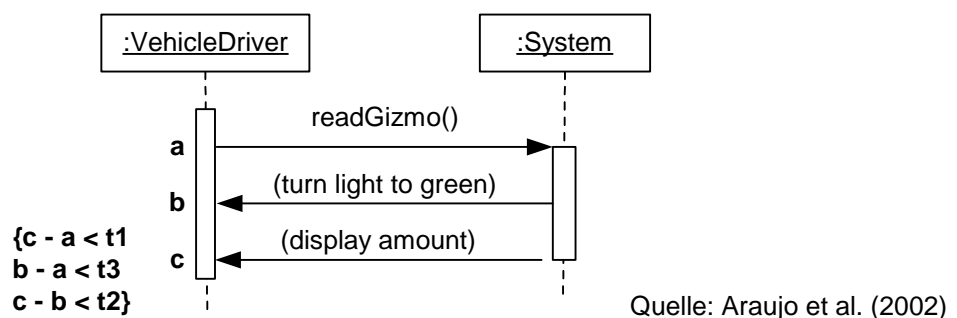 :VehicleDriver
:System
readGizmo()
a
(turn light to green)
b
(display amount)
c
{c - a < t1
b - a < t3
c - b < t2}
Quelle: Araujo et al. (2002)